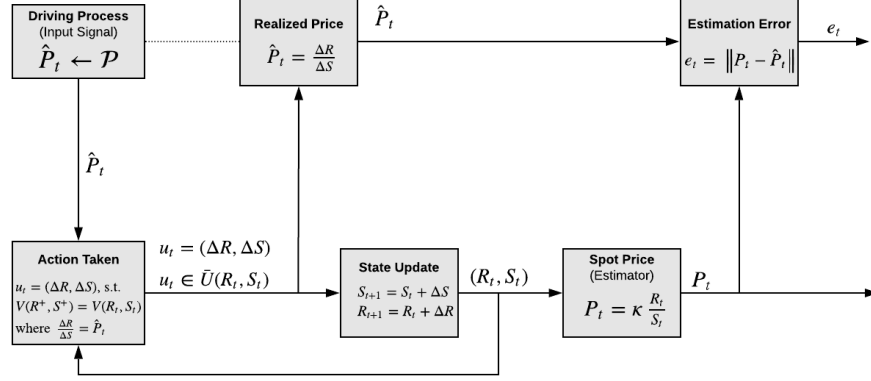 Driving Process
(Input Signal)
P̂_t ← 𝒫
Realized Price
P̂_t = ΔR/ΔS
P̂_t
Estimation Error
e_t = ‖P_t − P̂_t‖
e_t
P̂_t
Action Taken
u_t = (ΔR, ΔS), s.t.
V(R⁺, S⁺) = V(R_t, S_t)
where ΔR/ΔS = P̂_t
u_t = (ΔR, ΔS)
u_t ∈ Ū(R_t, S_t)
State Update
S_{t+1} = S_t + ΔS
R_{t+1} = R_t + ΔR
(R_t, S_t)
Spot Price
(Estimator)
P_t = κ R_t/S_t
P_t